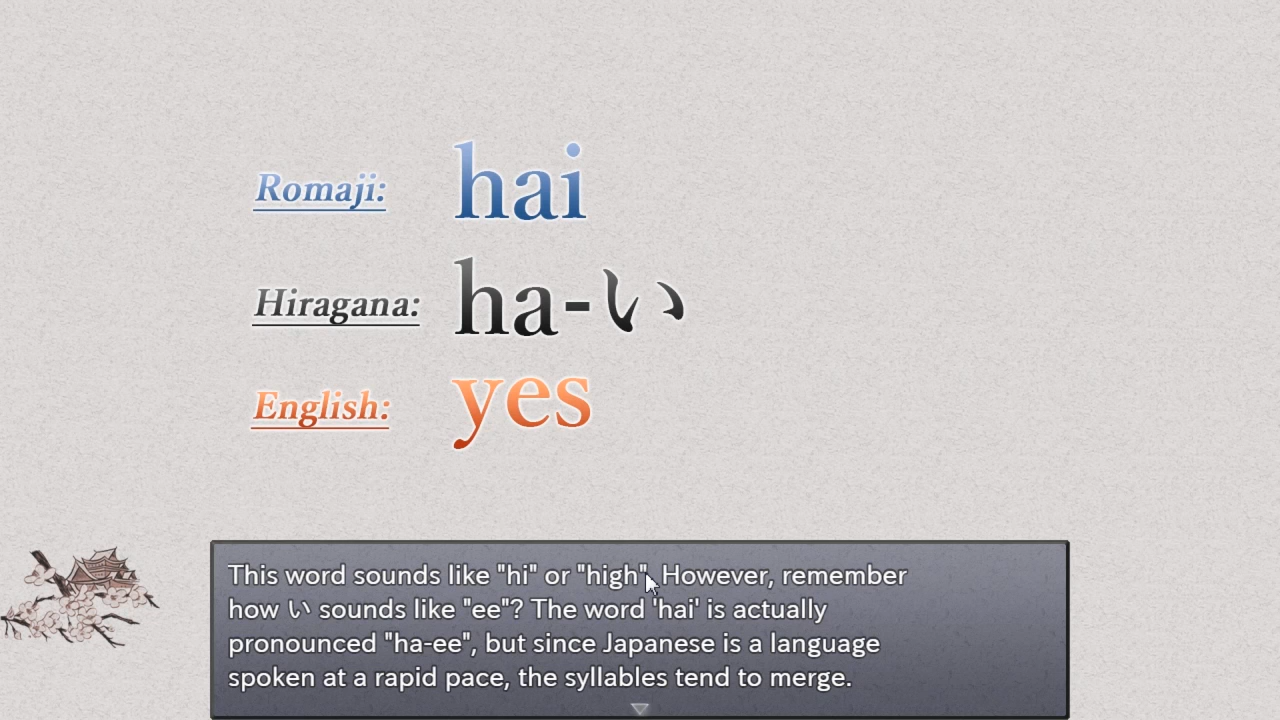 Romaji: hai
Hiragana: ha-い
English: yes
This word sounds like "hi" or "high". However, remember
how い sounds like "ee"? The word 'hai' is actually
pronounced "ha-ee", but since Japanese is a language
spoken at a rapid pace, the syllables tend to merge.